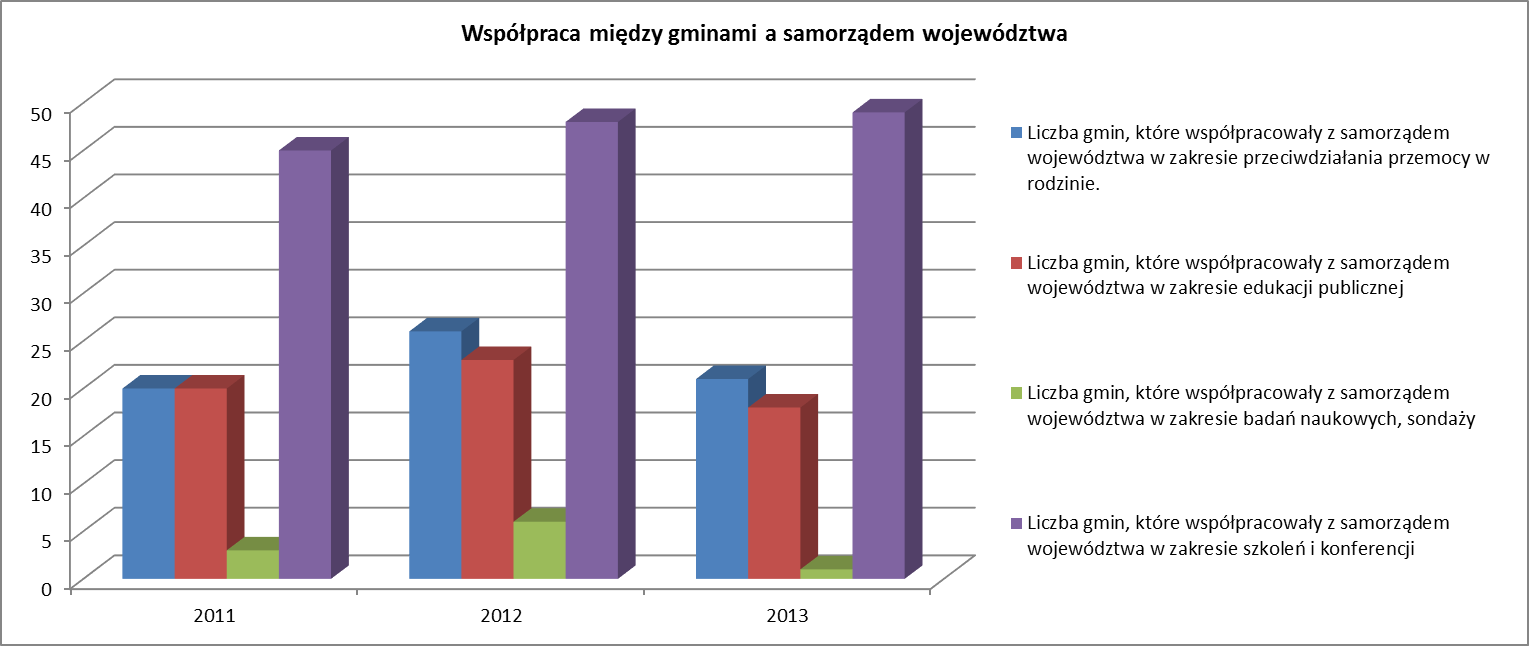 Współpraca między gminami a samorządem województwa
50
45
40
35
30
25
20
15
10
5
0
2011
2012
2013
Liczba gmin, które współpracowały z samorządem
województwa w zakresie przeciwdziałania przemocy w
rodzinie.
Liczba gmin, które współpracowały z samorządem
województwa w zakresie edukacji publicznej
Liczba gmin, które współpracowały z samorządem
województwa w zakresie badań naukowych, sondaży
Liczba gmin, które współpracowały z samorządem
województwa w zakresie szkoleń i konferencji